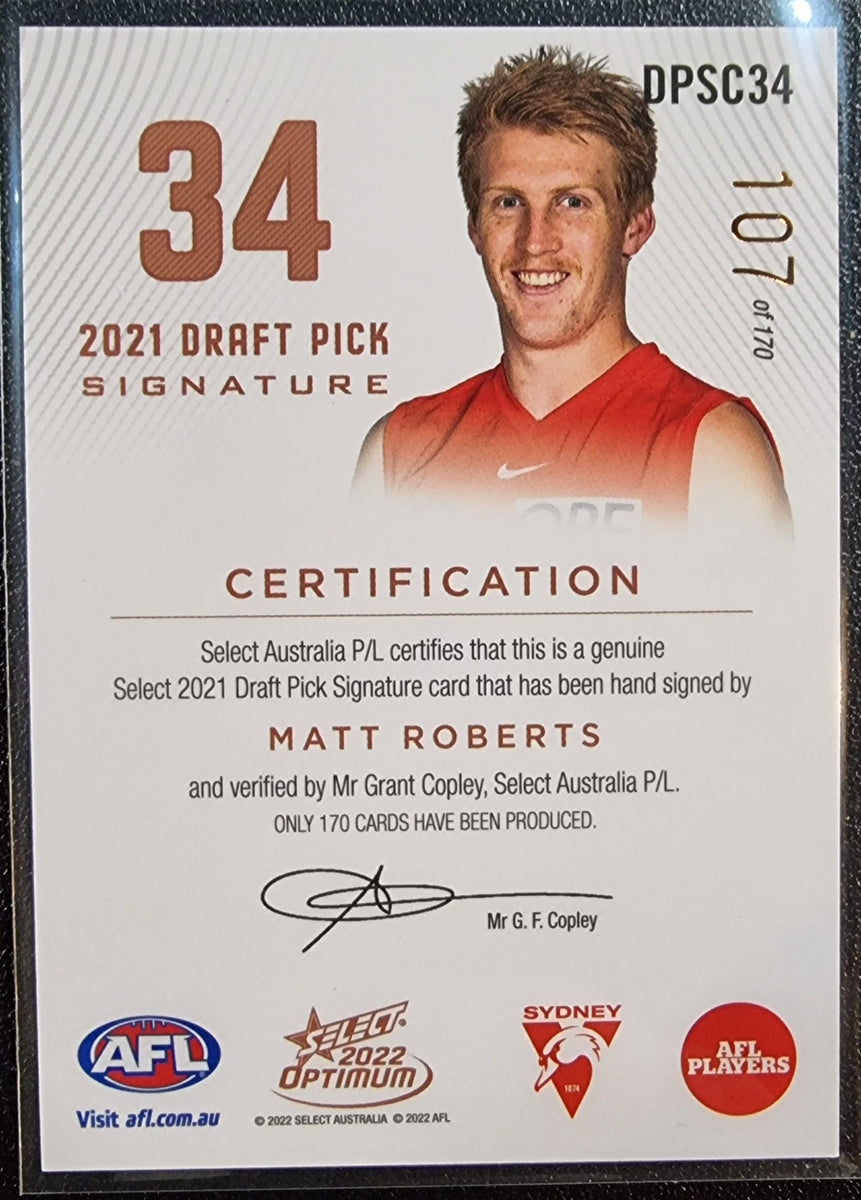 DPSC34
34
107 of 170
2021 DRAFT PICK
SIGNATURE
CERTIFICATION
Select Australia P/L certifies that this is a genuine
Select 2021 Draft Pick Signature card that has been hand signed by
MATT ROBERTS
and verified by Mr Grant Copley, Select Australia P/L.
ONLY 170 CARDS HAVE BEEN PRODUCED.
Mr G. F. Copley
AFL
Visit afl.com.au
SELECT
2022
OPTIMUM
© 2022 SELECT AUSTRALIA © 2022 AFL
SYDNEY
1874
AFL
PLAYERS